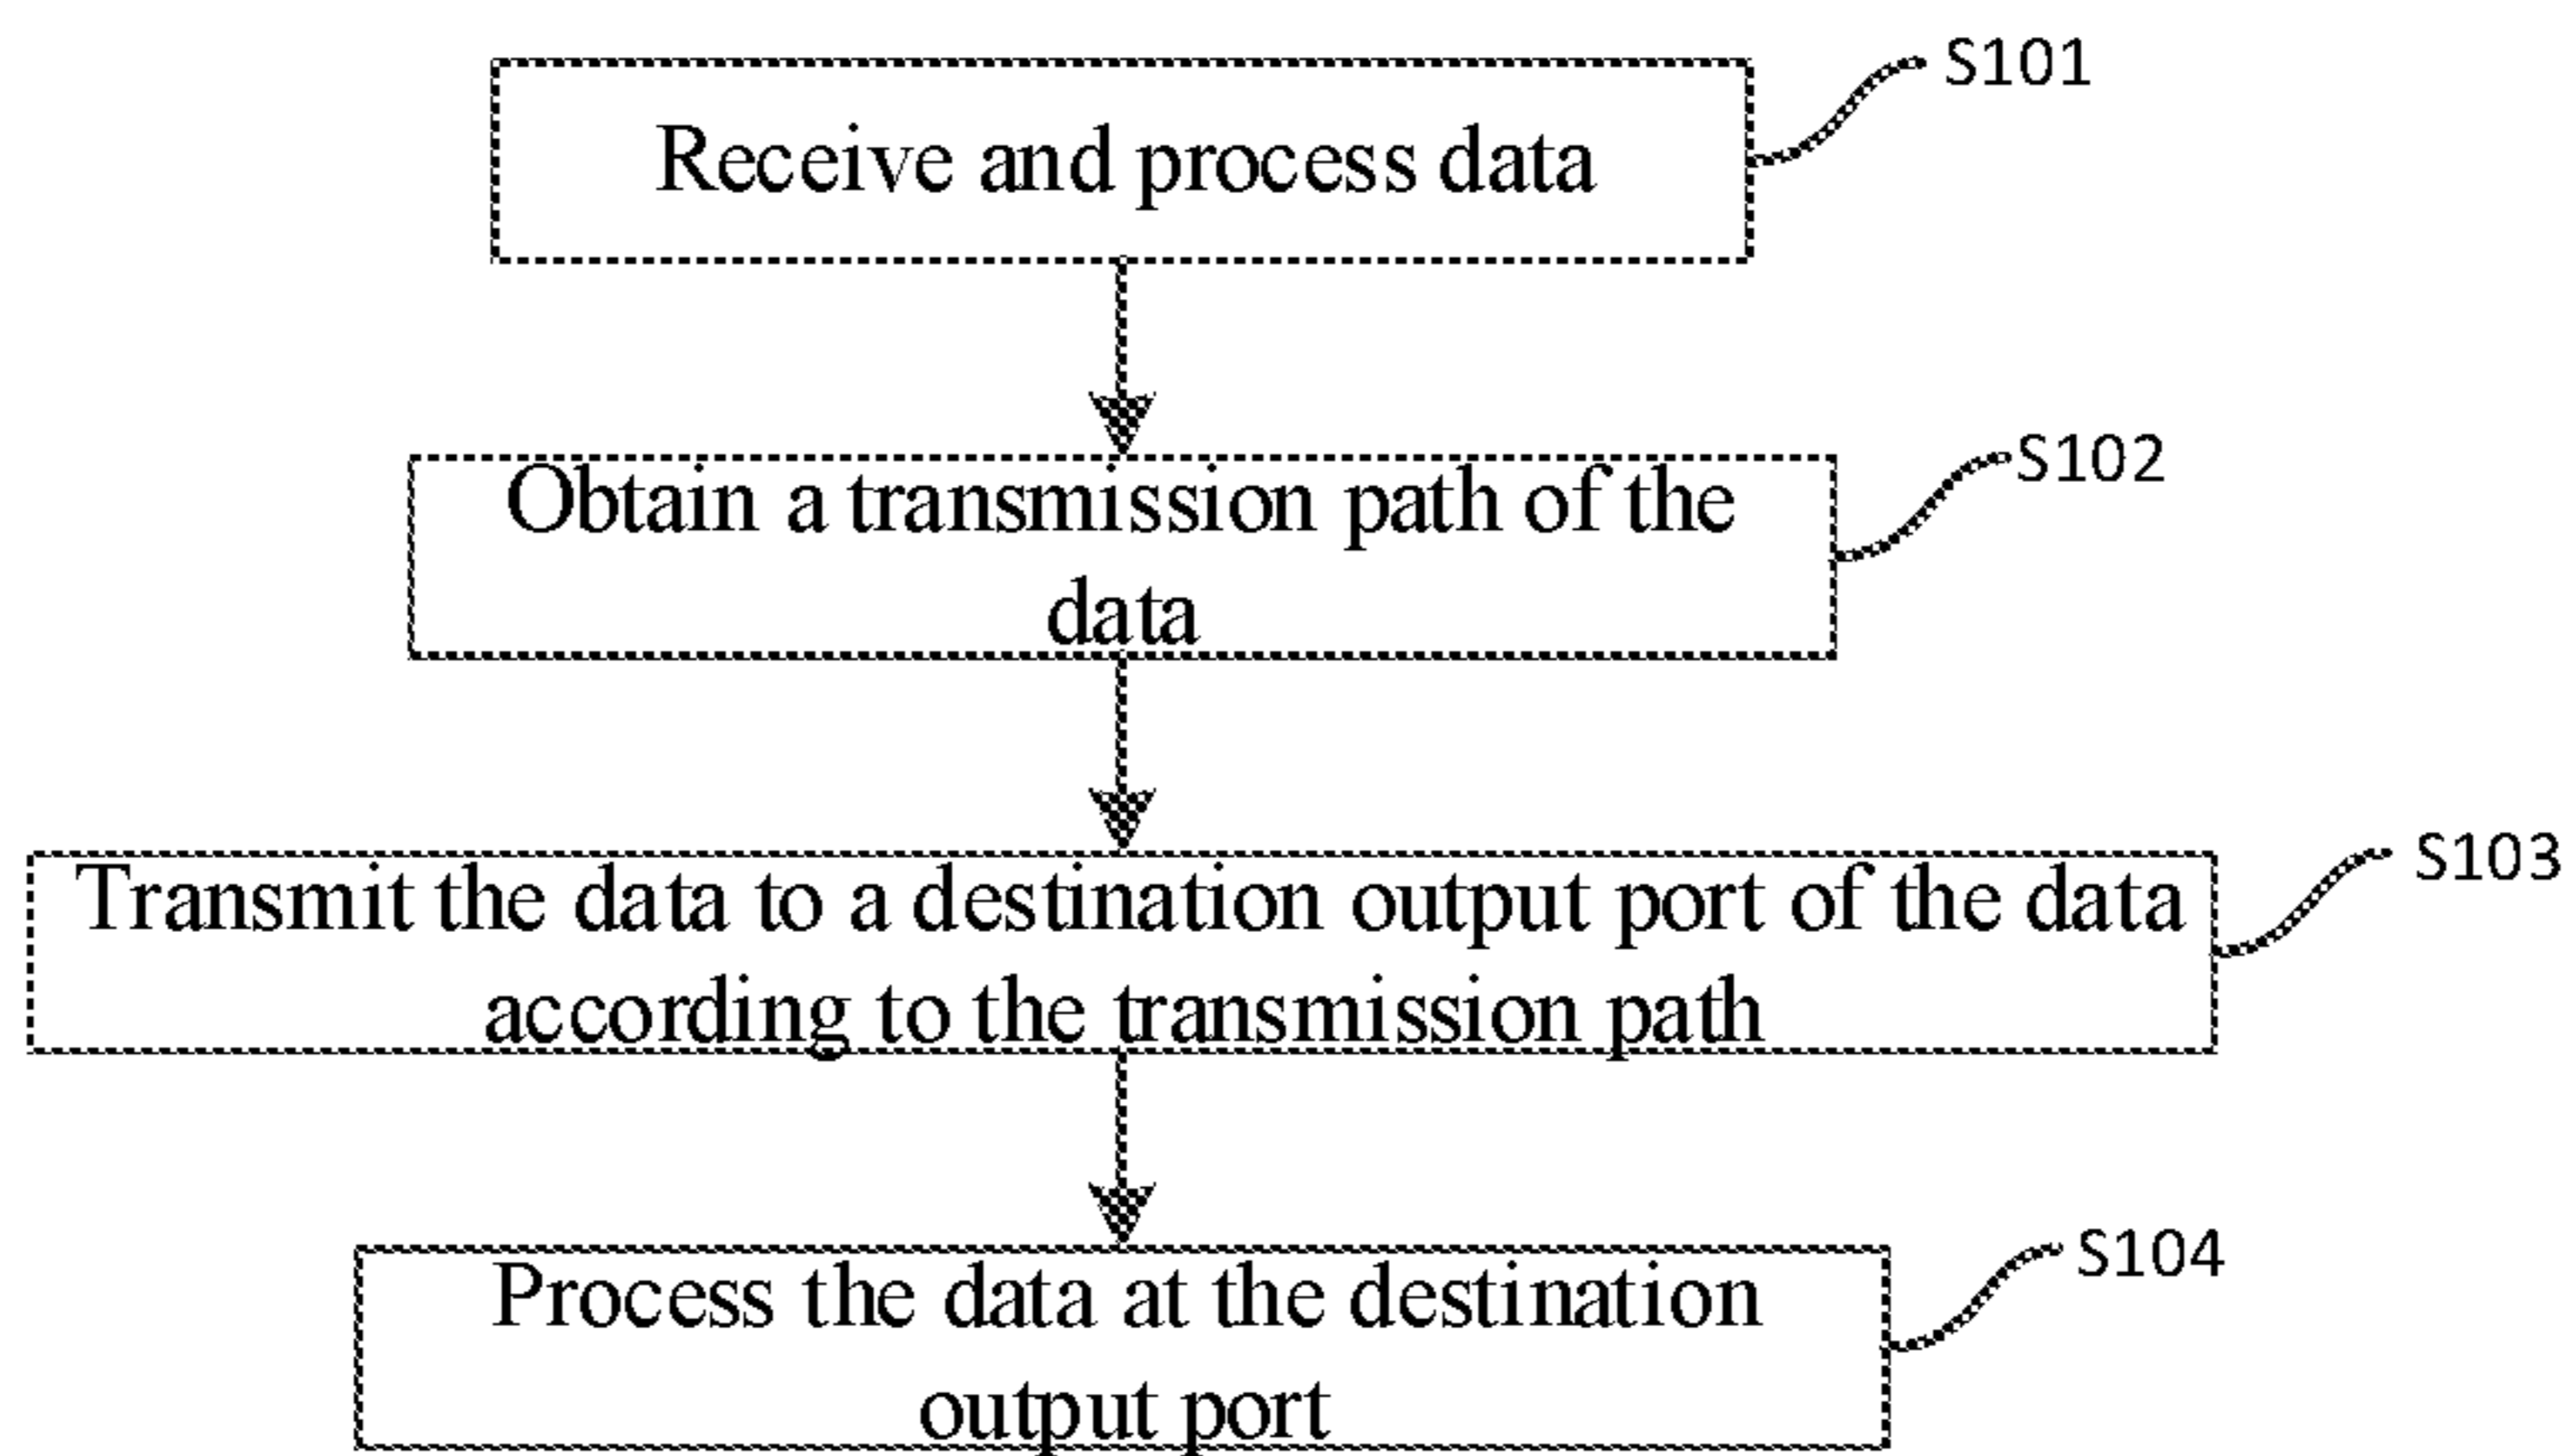 S101
Receive and process data
S102
Obtain a transmission path of the
data
S103
Transmit the data to a destination output port of the data
according to the transmission path
S104
Process the data at the destination
output port